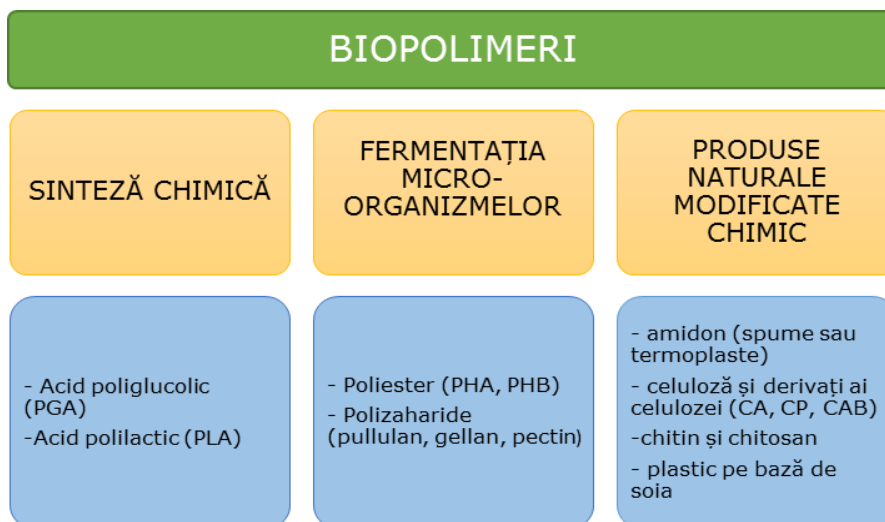 BIOPOLIMERI
SINTEZĂ CHIMICĂ
FERMENTAȚIA
MICRO-
ORGANIZMELOR
PRODUSE
NATURALE
MODIFICATE
CHIMIC
- Acid poliglucolic
(PGA)
-Acid polilactic (PLA)
- Poliester (PHA, PHB)
- Polizaharide
(pullulan, gellan, pectin)
- amidon (spume sau
termoplaste)
- celuloză și derivați ai
celulozei (CA, CP, CAB)
-chitin și chitosan
- plastic pe bază de
soia